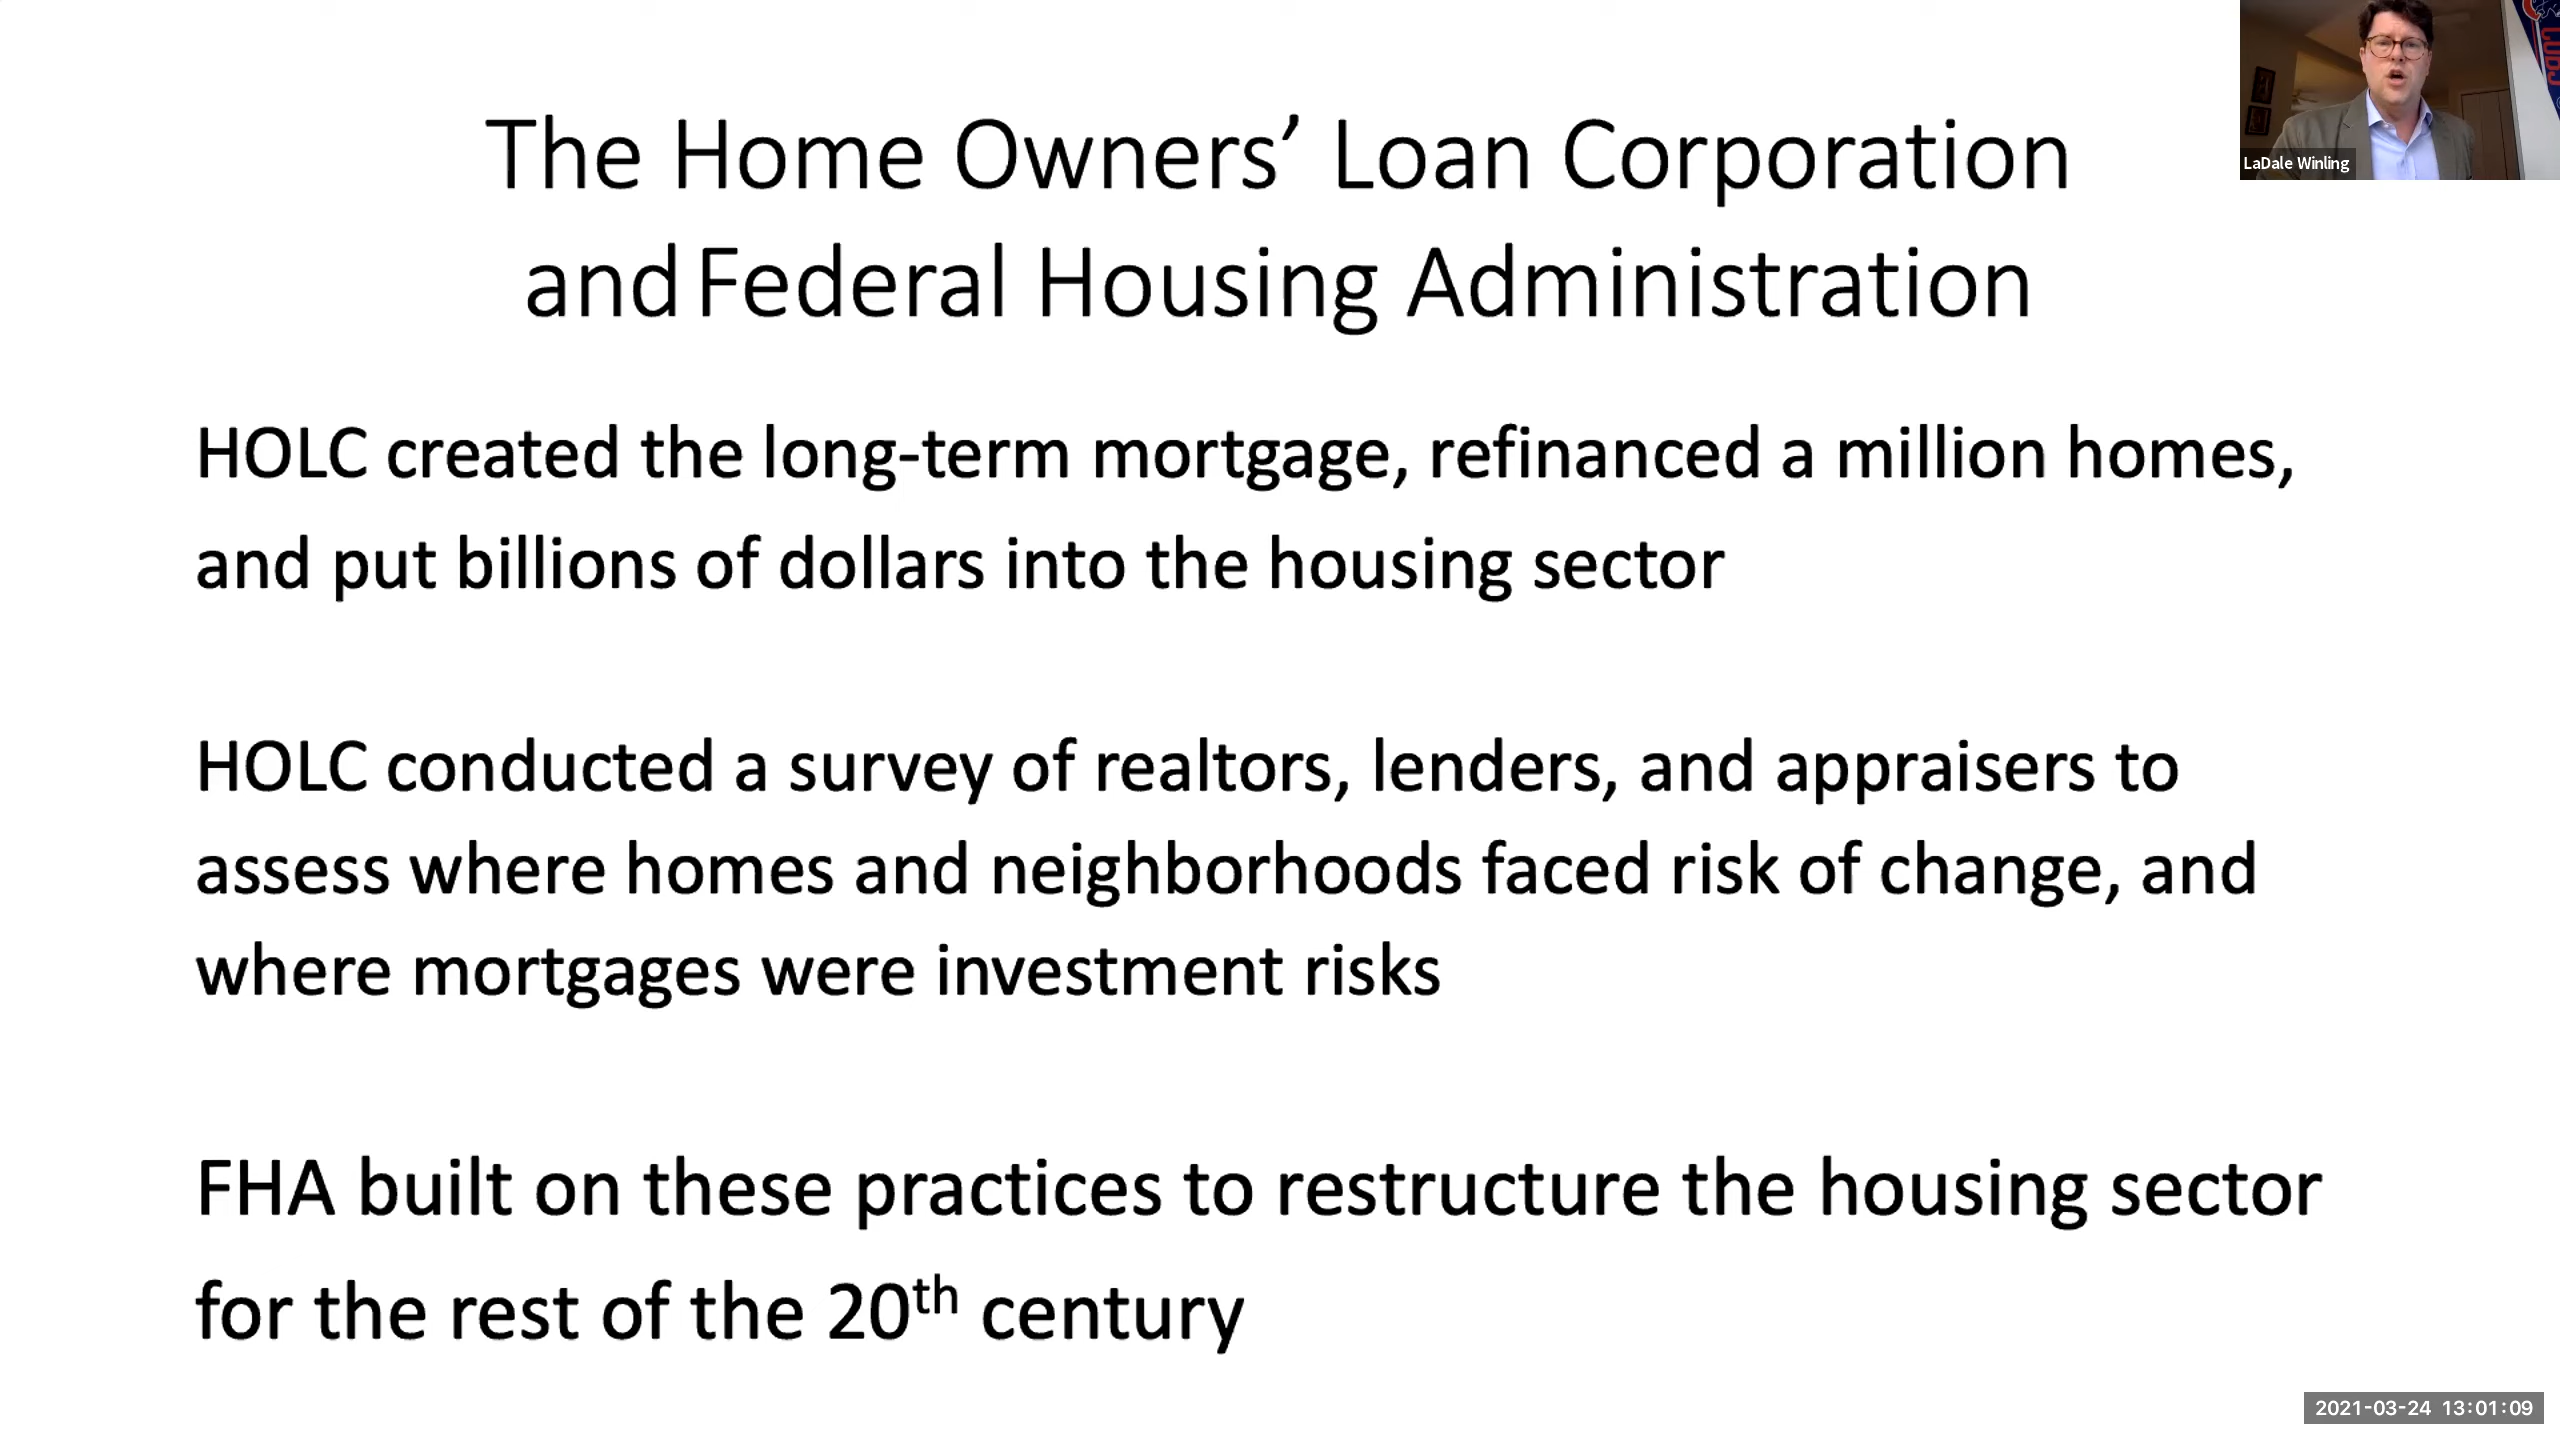 The Home Owners’ Loan Corporation
and Federal Housing Administration
LaDale Winling
CUBS
HOLC created the long-term mortgage, refinanced a million homes,
and put billions of dollars into the housing sector
HOLC conducted a survey of realtors, lenders, and appraisers to
assess where homes and neighborhoods faced risk of change, and
where mortgages were investment risks
FHA built on these practices to restructure the housing sector
for the rest of the 20th century
2021-03-24 13:01:09